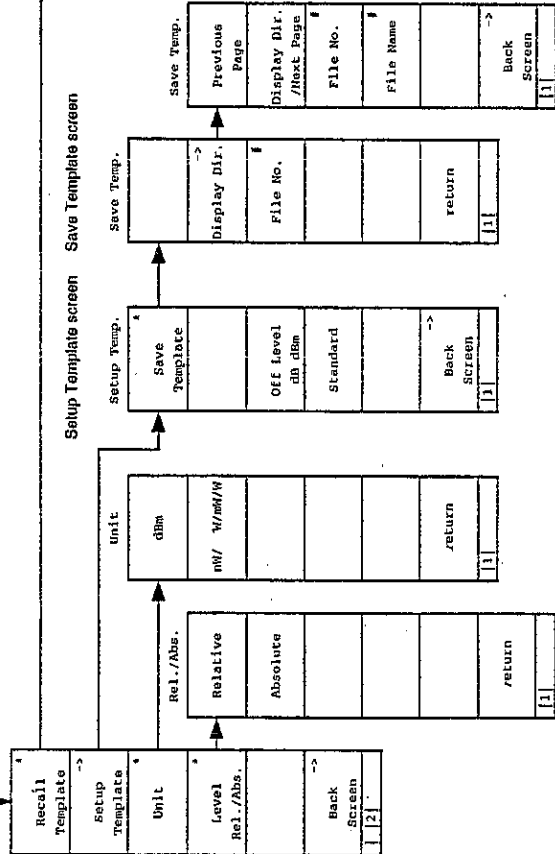 *
Recall
Template
->
Setup
Template
*
Unit
*
Level
Rel./Abs.
->
Back
Screen
| |2|
Rel./Abs.
Relative
Absolute
return
|1|
Unit
dBm
nW/ W/mW/W
return
|1|
Setup Template screen
Setup Temp.
*
Save
Template
Off Level
dB dBm
Standard
->
Back
Screen
|1|
Save Template screen
Save Temp.
->
Display Dir.
#
File No.
return
|1|
Save Temp.
Previous
Page
Display Dir.
/Next Page
#
File No.
#
File Name
->
Back
Screen
|1|